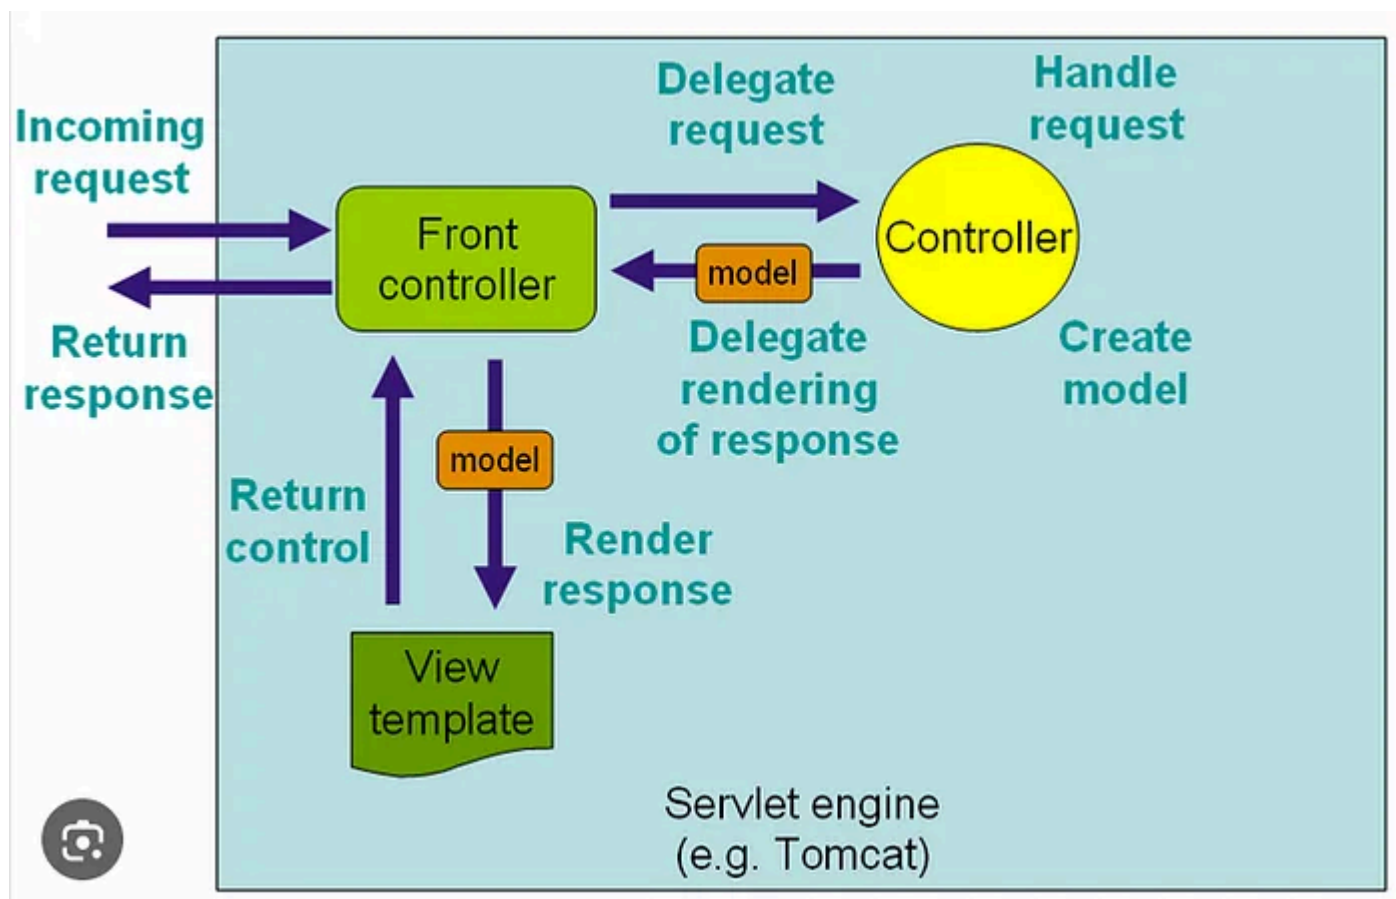 Incoming
request
Return
response
Delegate
request
Handle
request
Front
controller
Controller
model
Delegate
rendering
of response
Create
model
Return
control
model
Render
response
View
template
Servlet engine
(e.g. Tomcat)